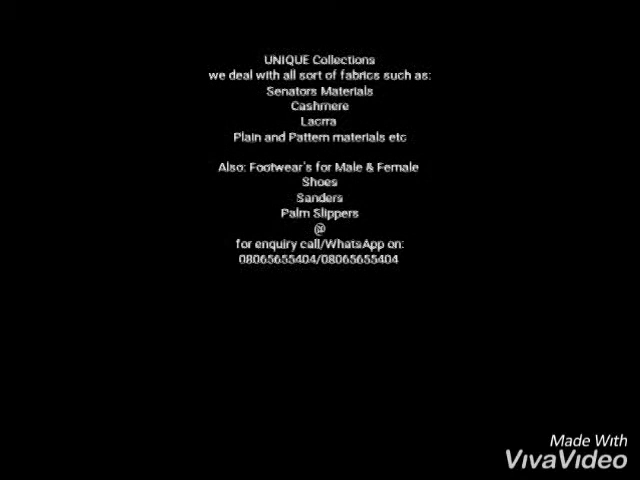 UNIQUE Collections
we deal with all sort of fabrics such as:
Senators Materials
Cashmere
Lacrra
Plain and Pattern materials etc
Also: Footwear's for Male & Female
Shoes
Sanders
Palm Slippers
@
for enquiry call/WhatsApp on:
08065655404/08065655404
Made With
VivaVideo